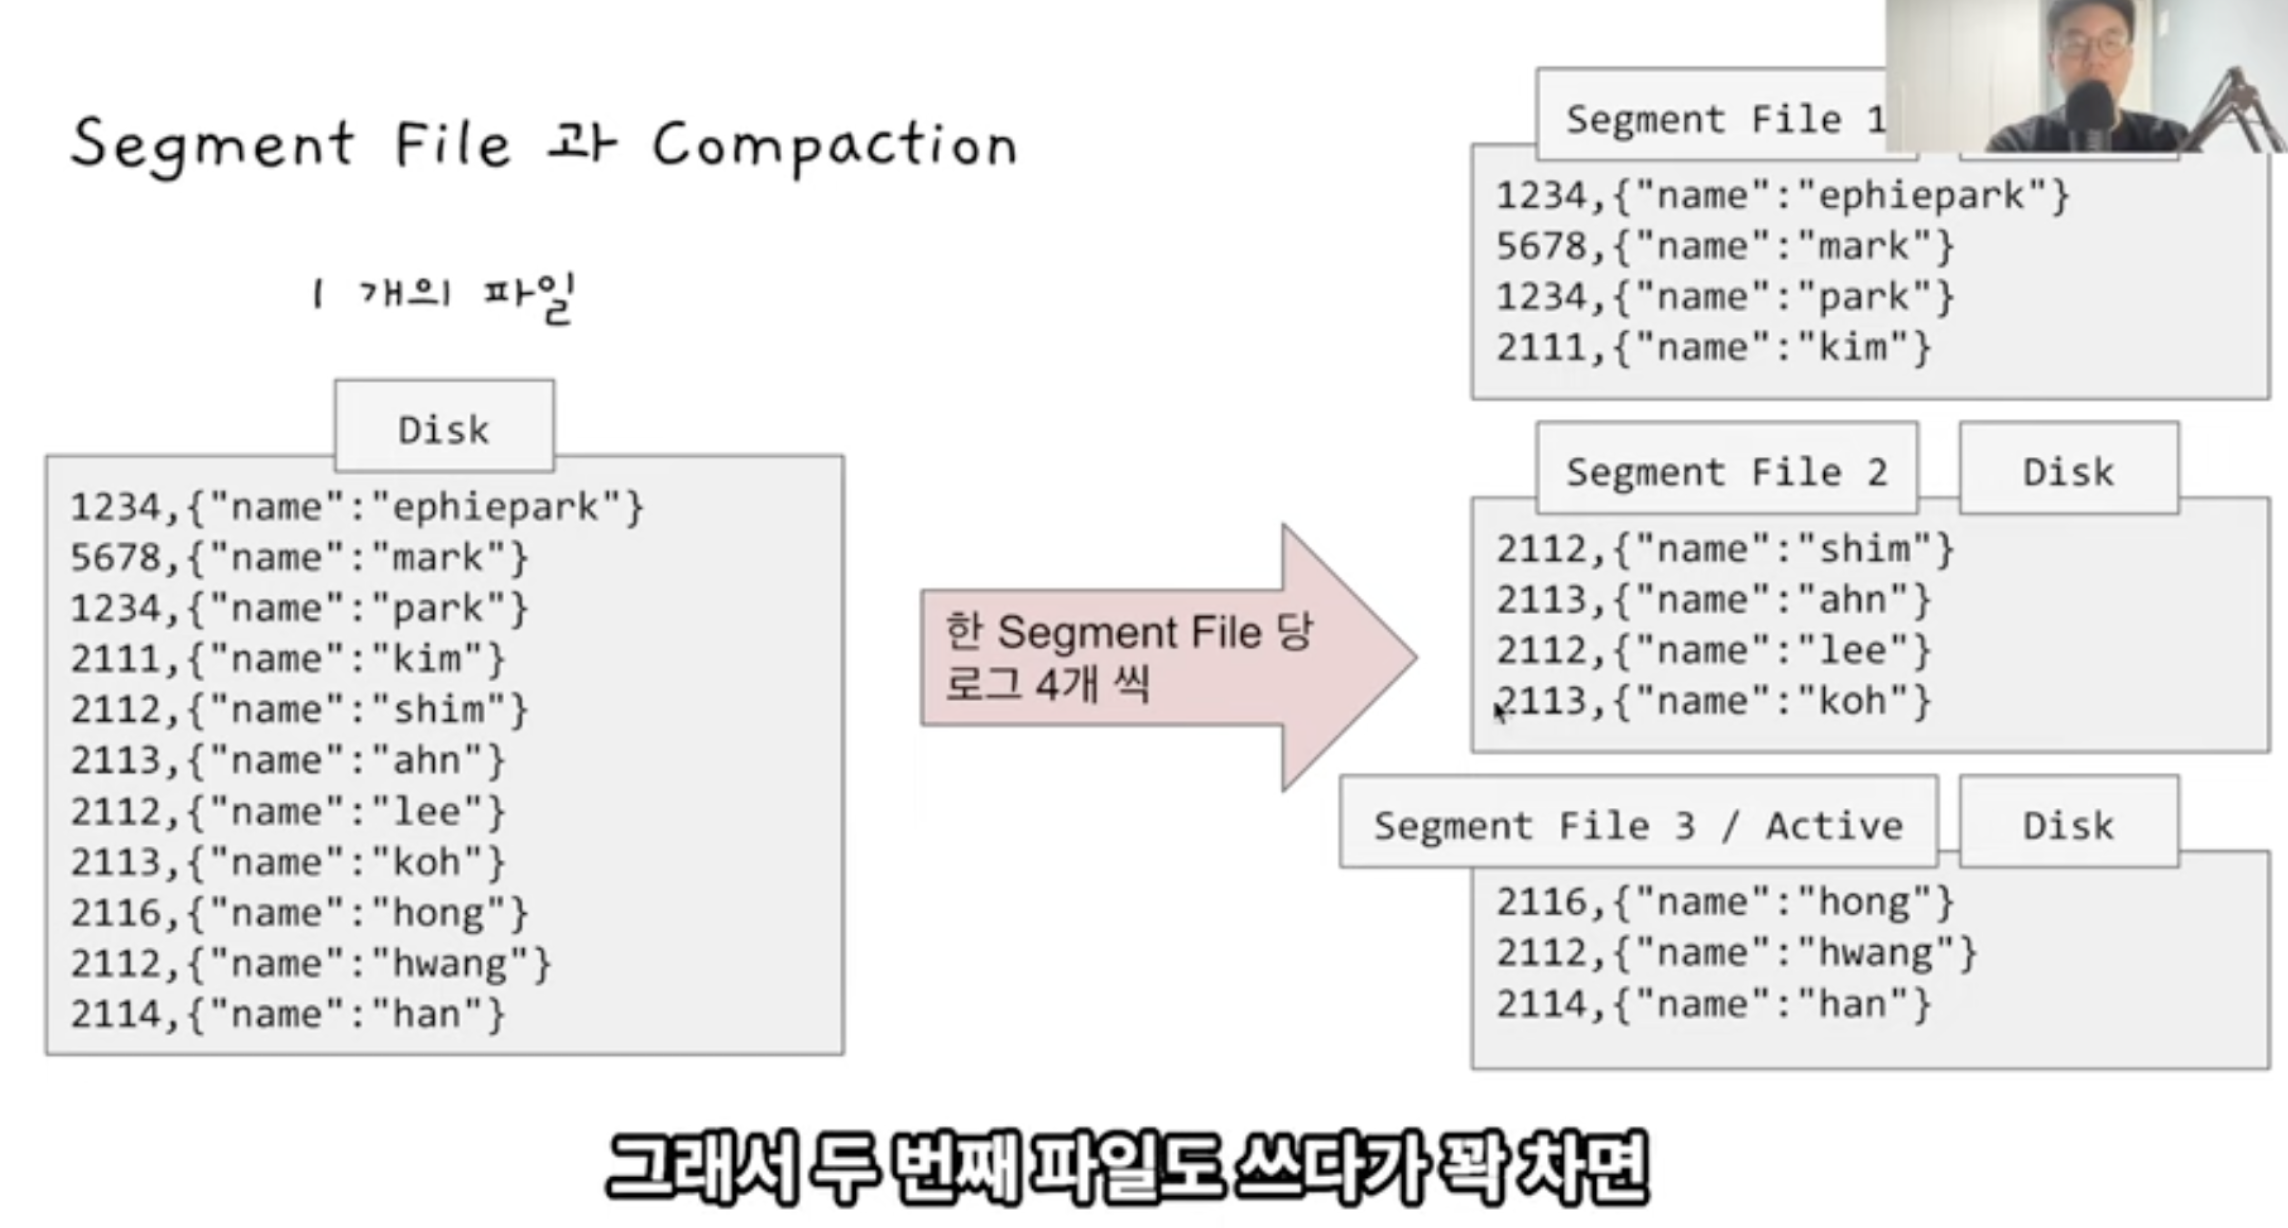 Segment File 과 Compaction
1 개의 파일
Disk
1234,{"name":"ephiepark"}
5678,{"name":"mark"}
1234,{"name":"park"}
2111,{"name":"kim"}
2112,{"name":"shim"}
2113,{"name":"ahn"}
2112,{"name":"lee"}
2113,{"name":"koh"}
2116,{"name":"hong"}
2112,{"name":"hwang"}
2114,{"name":"han"}
한 Segment File 당
로그 4개 씩
Segment File 1
1234,{"name":"ephiepark"}
5678,{"name":"mark"}
1234,{"name":"park"}
2111,{"name":"kim"}
Segment File 2
Disk
2112,{"name":"shim"}
2113,{"name":"ahn"}
2112,{"name":"lee"}
2113,{"name":"koh"}
Segment File 3 / Active
Disk
2116,{"name":"hong"}
2112,{"name":"hwang"}
2114,{"name":"han"}
그래서 두 번째 파일도 쓰다가 꽉 차면